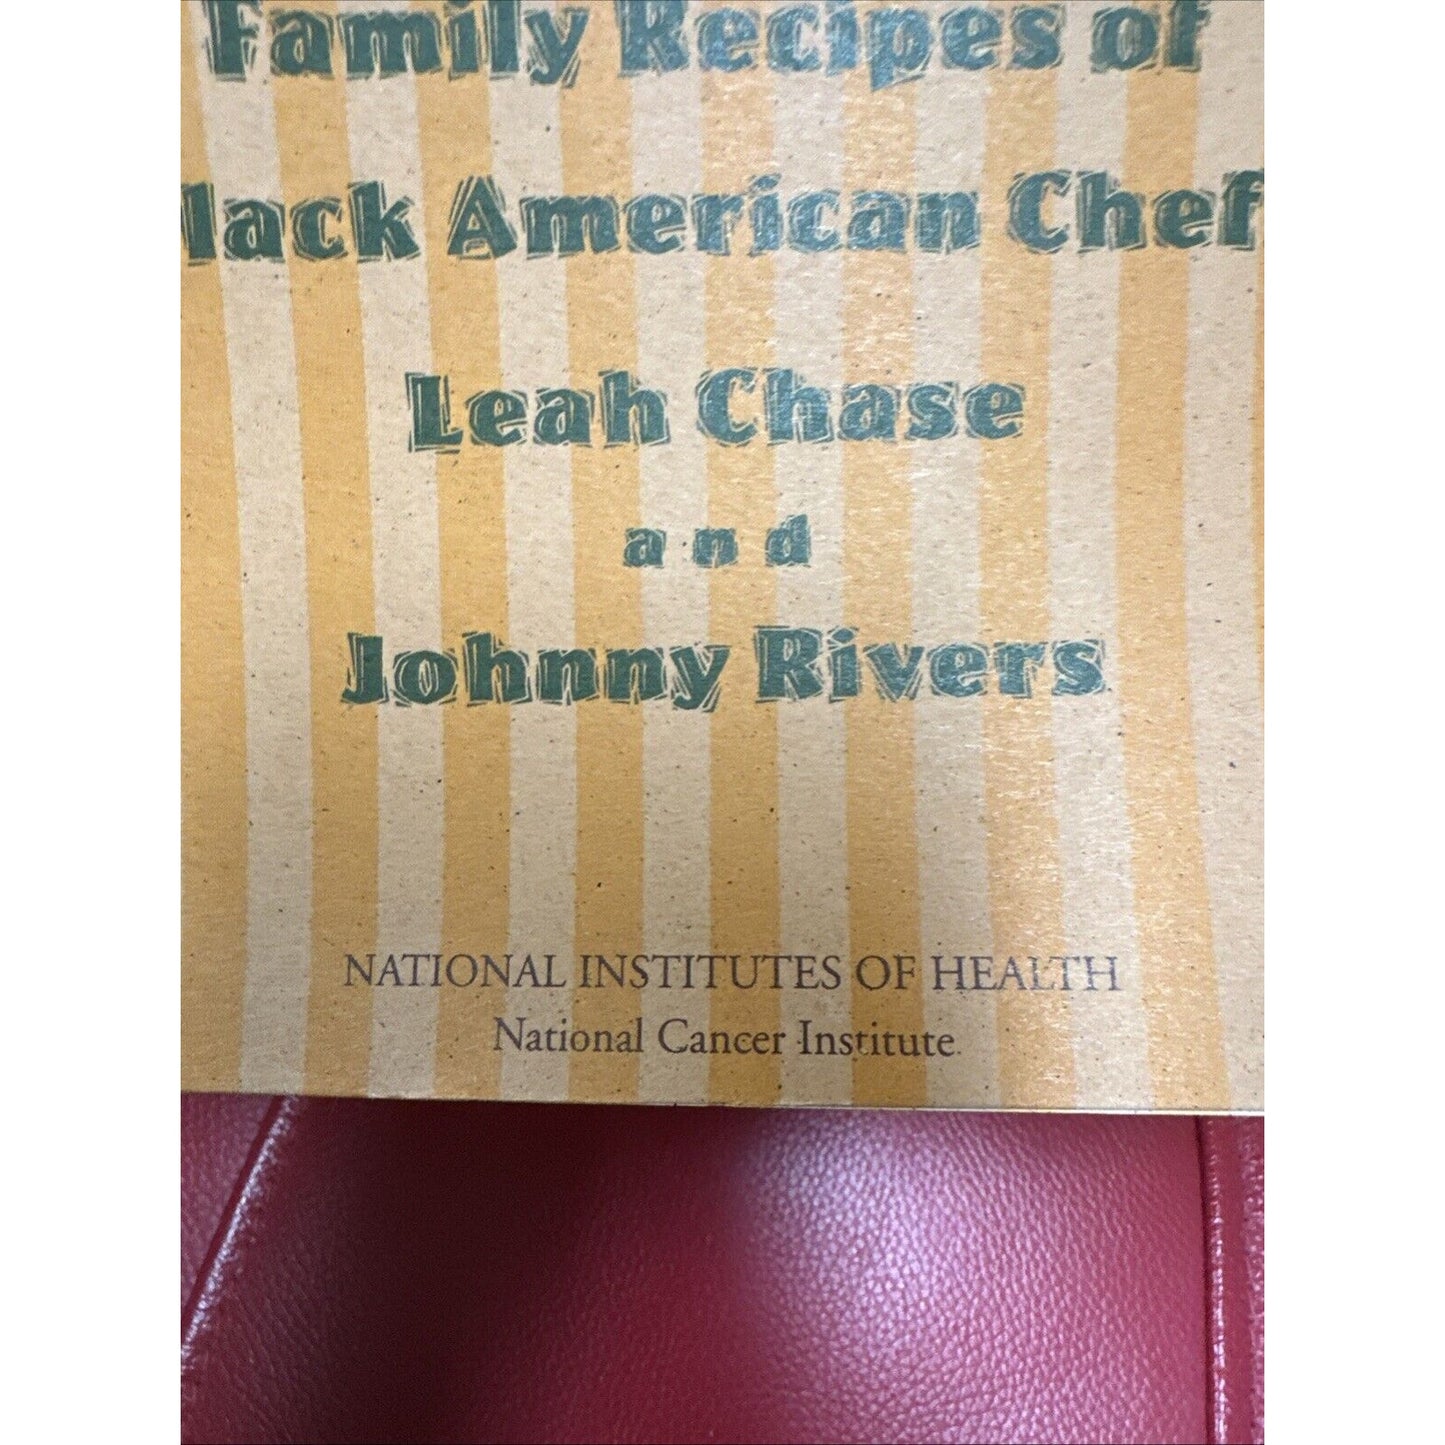 Family Recipes of
lack American Chef
Leah Chase
and
Johnny Rivers
NATIONAL INSTITUTES OF HEALTH
National Cancer Institute